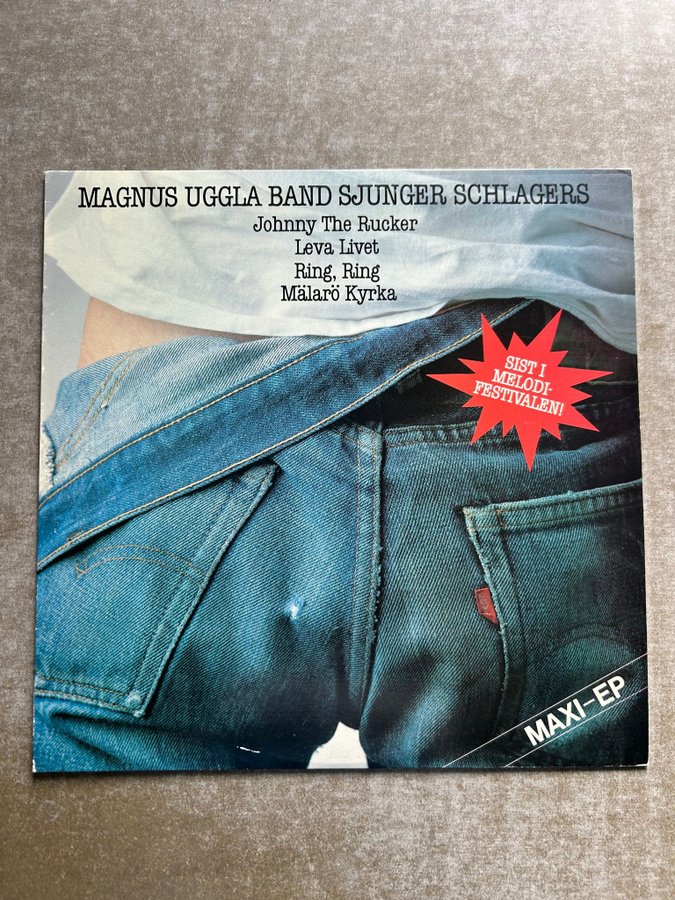 MAGNUS UGGLA BAND SJUNGER SCHLAGERS
Johnny The Rucker
Leva Livet
Ring, Ring
Mälarö Kyrka
SIST I
MELODI-
FESTIVALEN!
MAXI-EP